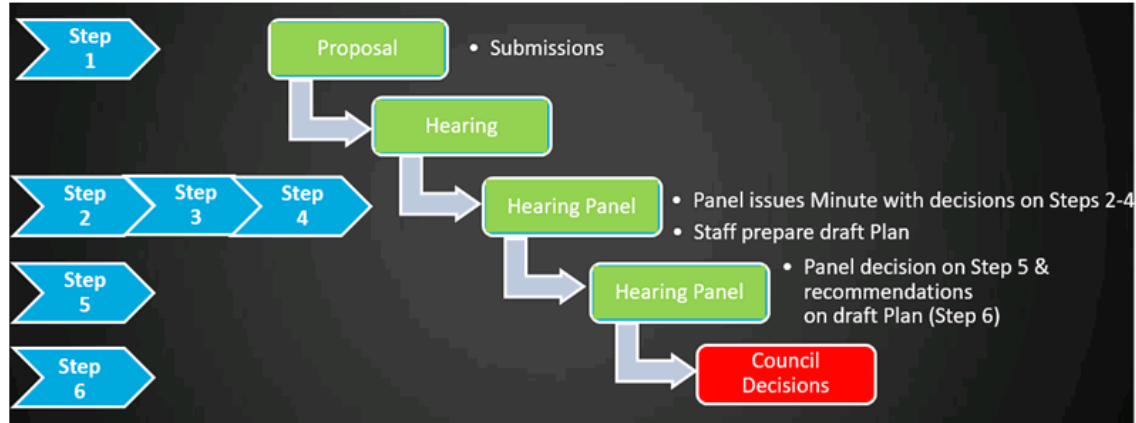 Step
1
Proposal
• Submissions
Hearing
Step
2
Step
3
Step
4
Hearing Panel
• Panel issues Minute with decisions on Steps 2-4
• Staff prepare draft Plan
Step
5
Hearing Panel
• Panel decision on Step 5 &
recommendations
on draft Plan (Step 6)
Step
6
Council
Decisions